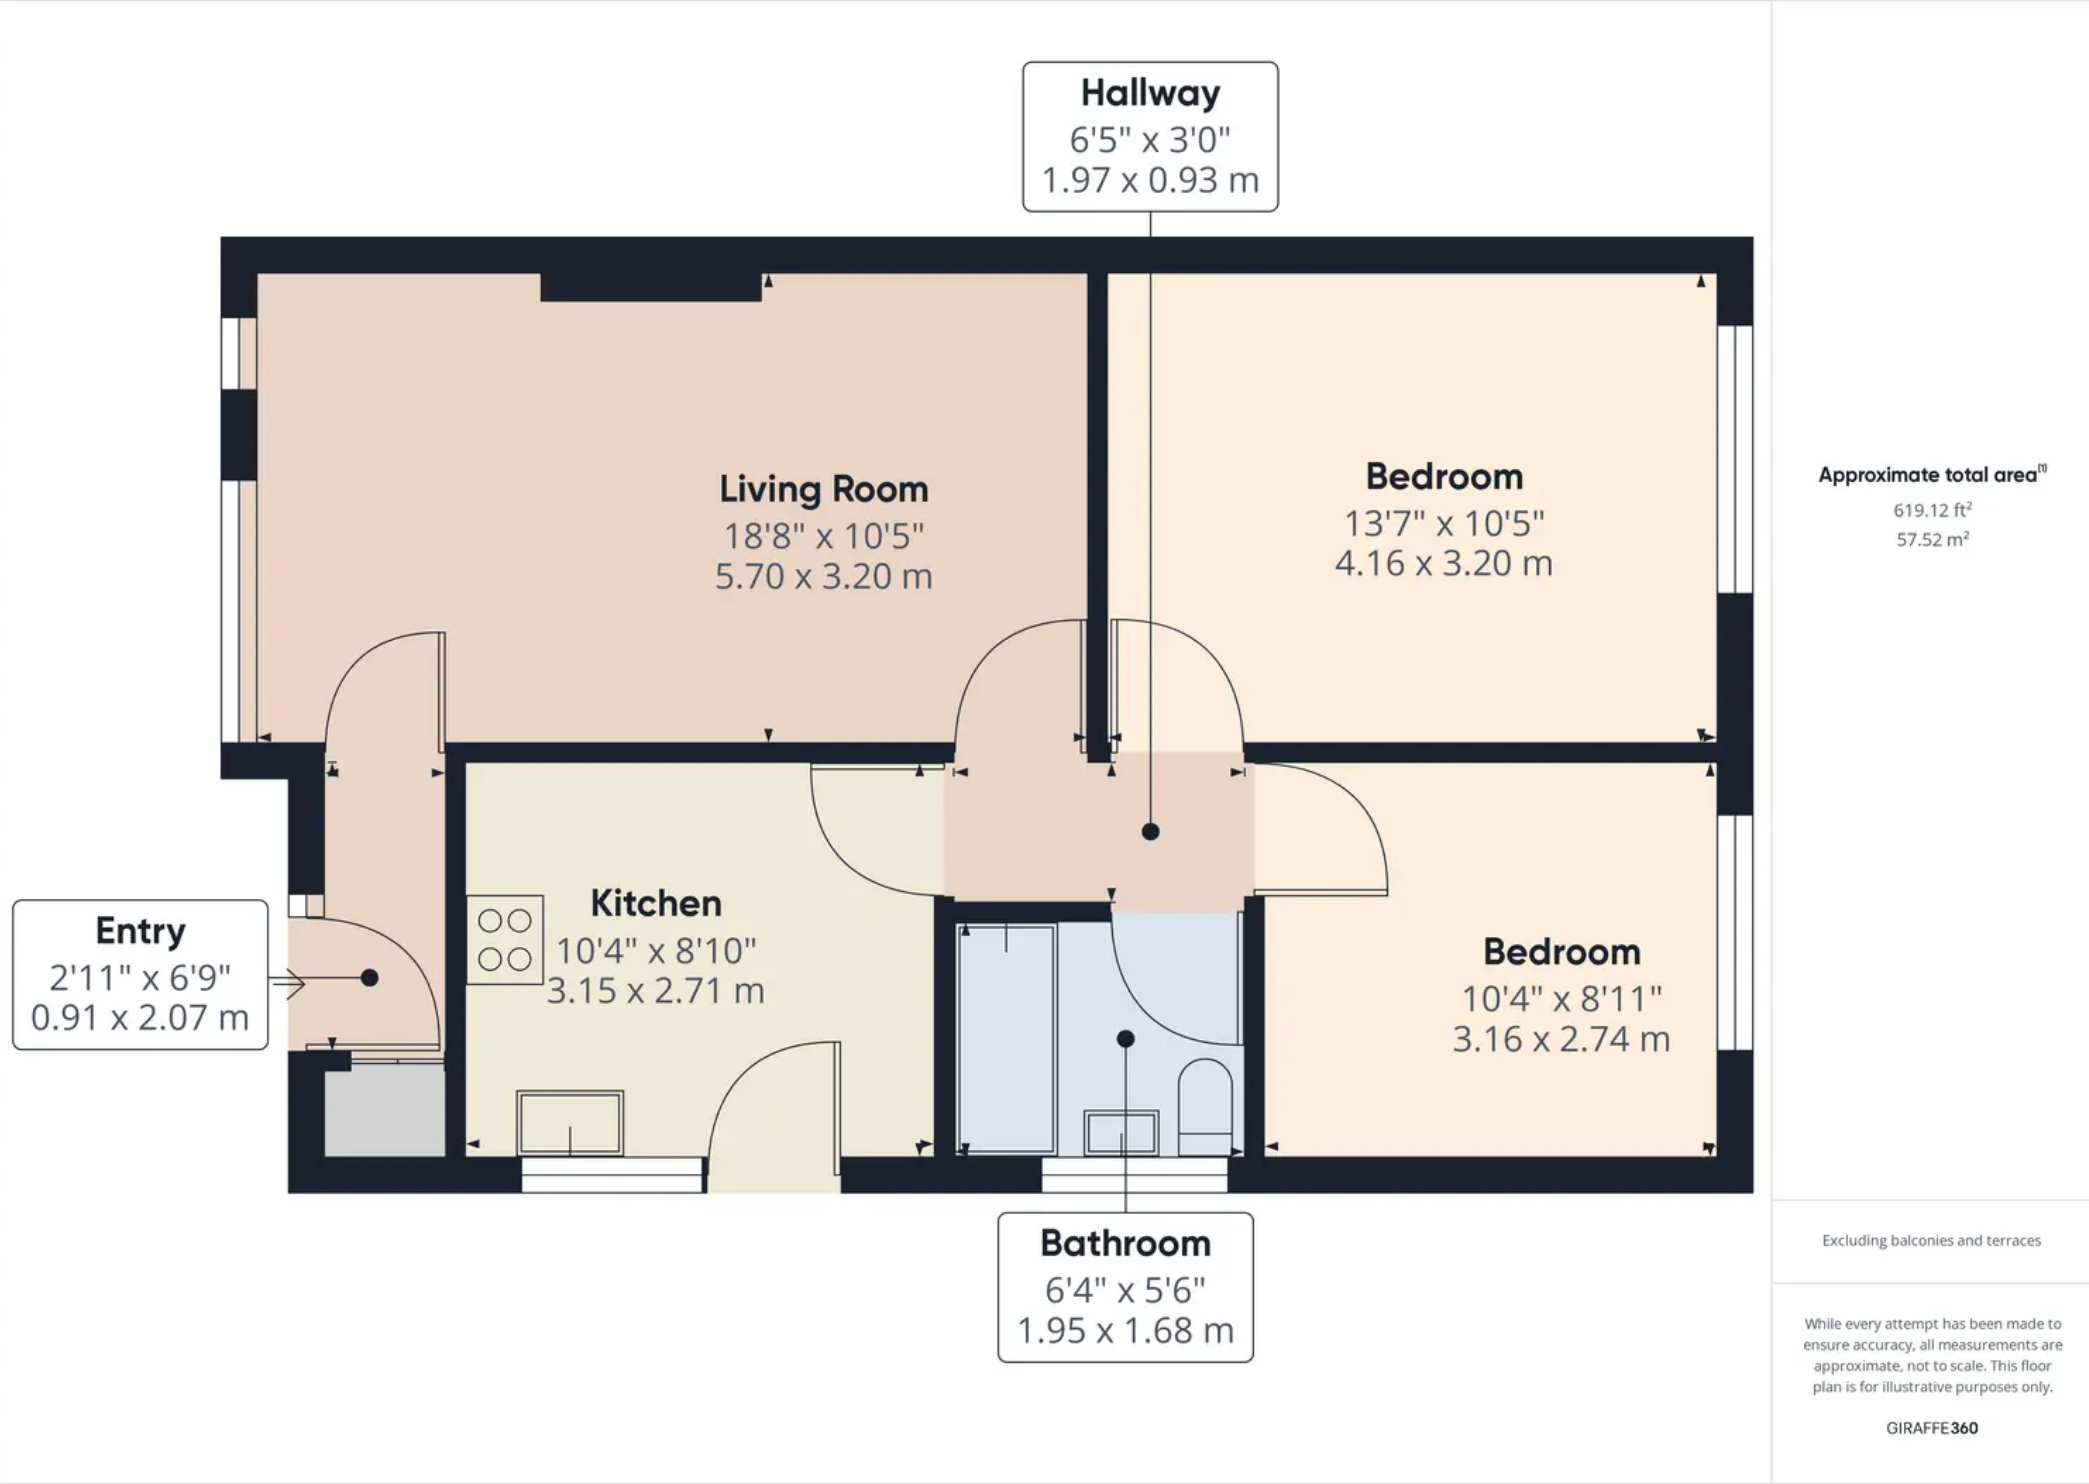 Hallway
6'5" x 3'0"
1.97 x 0.93 m
Living Room
18'8" x 10'5"
5.70 x 3.20 m
Bedroom
13'7" x 10'5"
4.16 x 3.20 m
Approximate total area(1)
619.12 ft²
57.52 m²
Entry
2'11" x 6'9"
0.91 x 2.07 m
Kitchen
10'4" x 8'10"
3.15 x 2.71 m
Bedroom
10'4" x 8'11"
3.16 x 2.74 m
Bathroom
6'4" x 5'6"
1.95 x 1.68 m
Excluding balconies and terraces
While every attempt has been made to
ensure accuracy, all measurements are
approximate, not to scale. This floor
plan is for illustrative purposes only.
GIRAFFE360